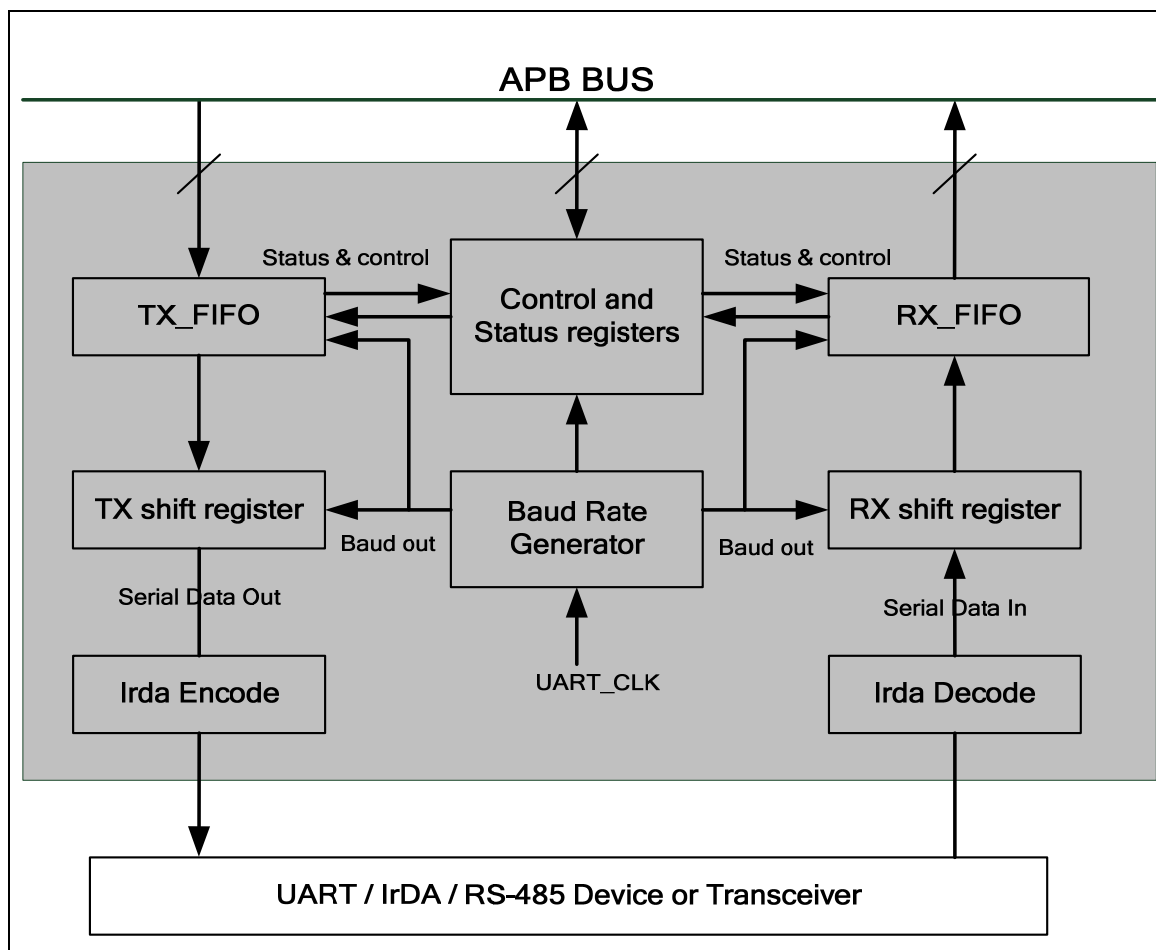 APB BUS
Status & control
Status & control
TX_FIFO
Control and
Status registers
RX_FIFO
TX shift register
Baud Rate
Generator
RX shift register
Baud out
Baud out
Serial Data Out
Serial Data In
UART_CLK
Irda Encode
Irda Decode
UART / IrDA / RS-485 Device or Transceiver